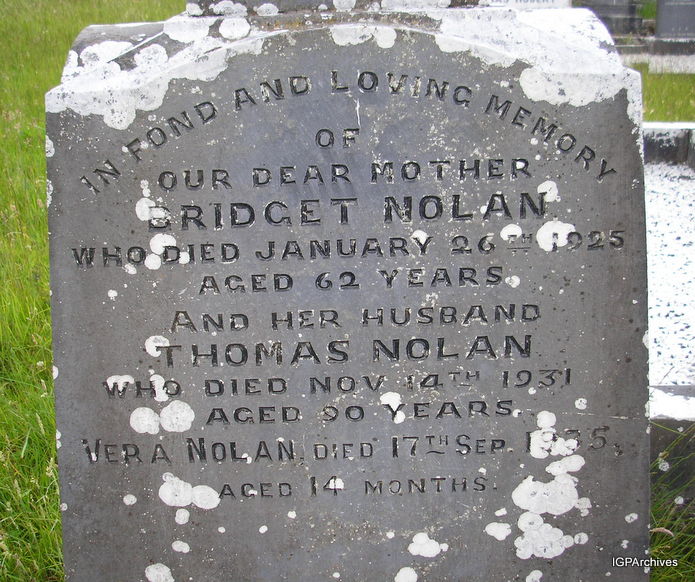 IN FOND AND LOVING MEMORY
OF
OUR DEAR MOTHER
BRIDGET NOLAN
WHO DIED JANUARY 26TH 1925
AGED 62 YEARS
AND HER HUSBAND
THOMAS NOLAN
WHO DIED NOV 14TH 1931
AGED 90 YEARS
VERA NOLAN. DIED 17TH SEP.
AGED 14 MONTHS.
IGPArchives